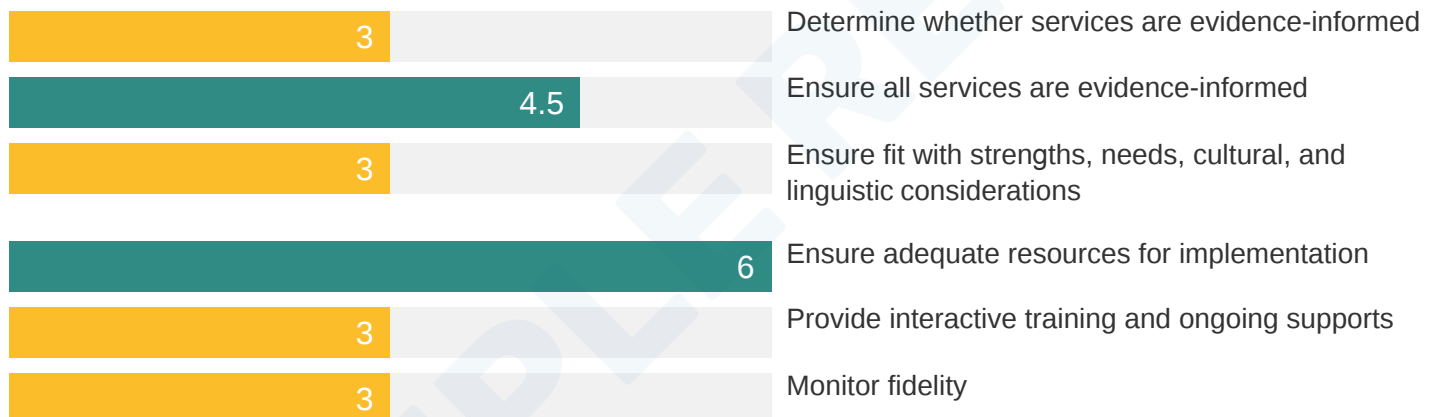 3
Determine whether services are evidence-informed
4.5
Ensure all services are evidence-informed
3
Ensure fit with strengths, needs, cultural, and
linguistic considerations
6
Ensure adequate resources for implementation
3
Provide interactive training and ongoing supports
3
Monitor fidelity